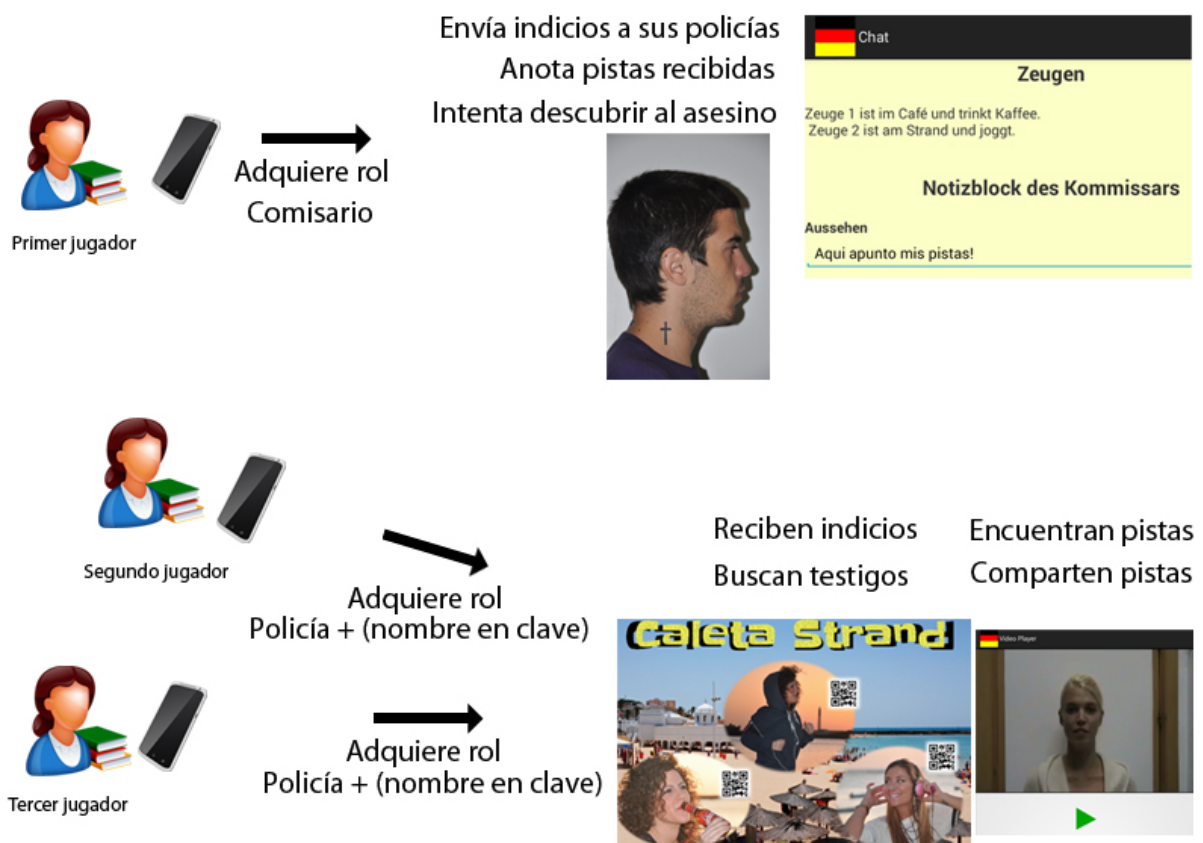 Envía indicios a sus policías
Anota pistas recibidas
Intenta descubrir al asesino
Chat
Zeugen
Zeuge 1 ist im Café und trinkt Kaffee.
Zeuge 2 ist am Strand und joggt.
Notizblock des Kommissars
Aussehen
Aqui apunto mis pistas!
Adquiere rol
Comisario
Primer jugador
Segundo jugador
Adquiere rol
Policía + (nombre en clave)
Reciben indicios
Buscan testigos
Encuentran pistas
Comparten pistas
Caleta Strand
Video Player
Adquiere rol
Policía + (nombre en clave)
Tercer jugador